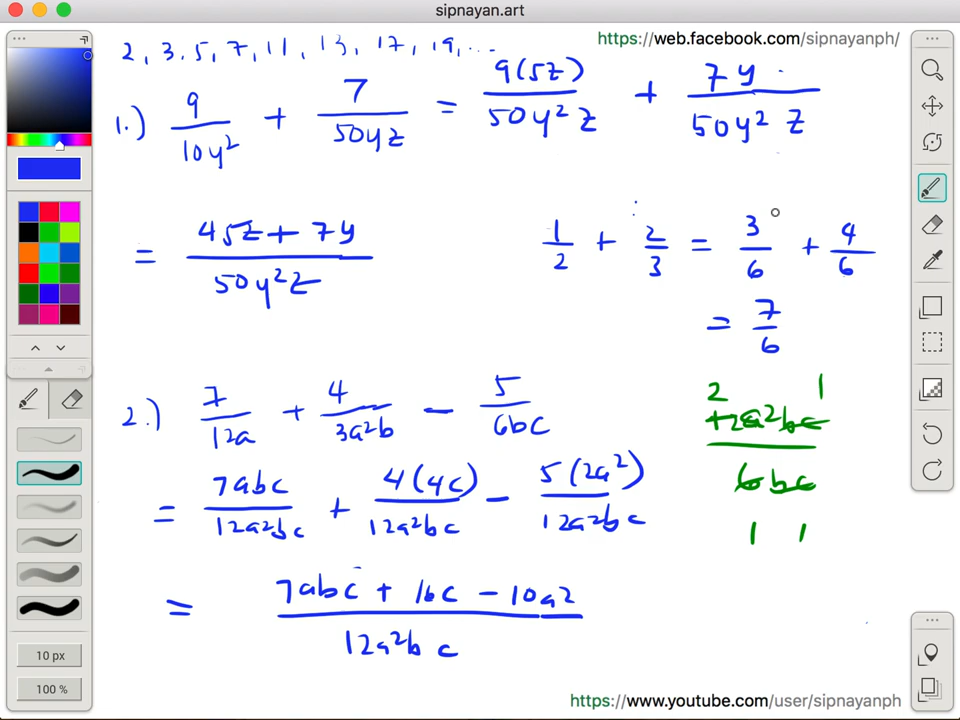 sipnayan.art
https://web.facebook.com/sipnayanph/
2, 3, 5, 7, 11, 13, 17, 19, ...
1.) 9/10y² + 7/50yz = 9(5z)/50y²z + 7y/50y²z
= 45z + 7y/50y²z
1/2 + 2/3 = 3/6 + 4/6
= 7/6
2.) 7/12a + 4/3a²b - 5/6bc
2 1
12a²bc/6bc
1 1
= 7abc/12a²bc + 4(4c)/12a²bc - 5(2a²)/12a²bc
= 7abc + 16c - 10a2/12a²bc
10 px
100 %
https://www.youtube.com/user/sipnayanph